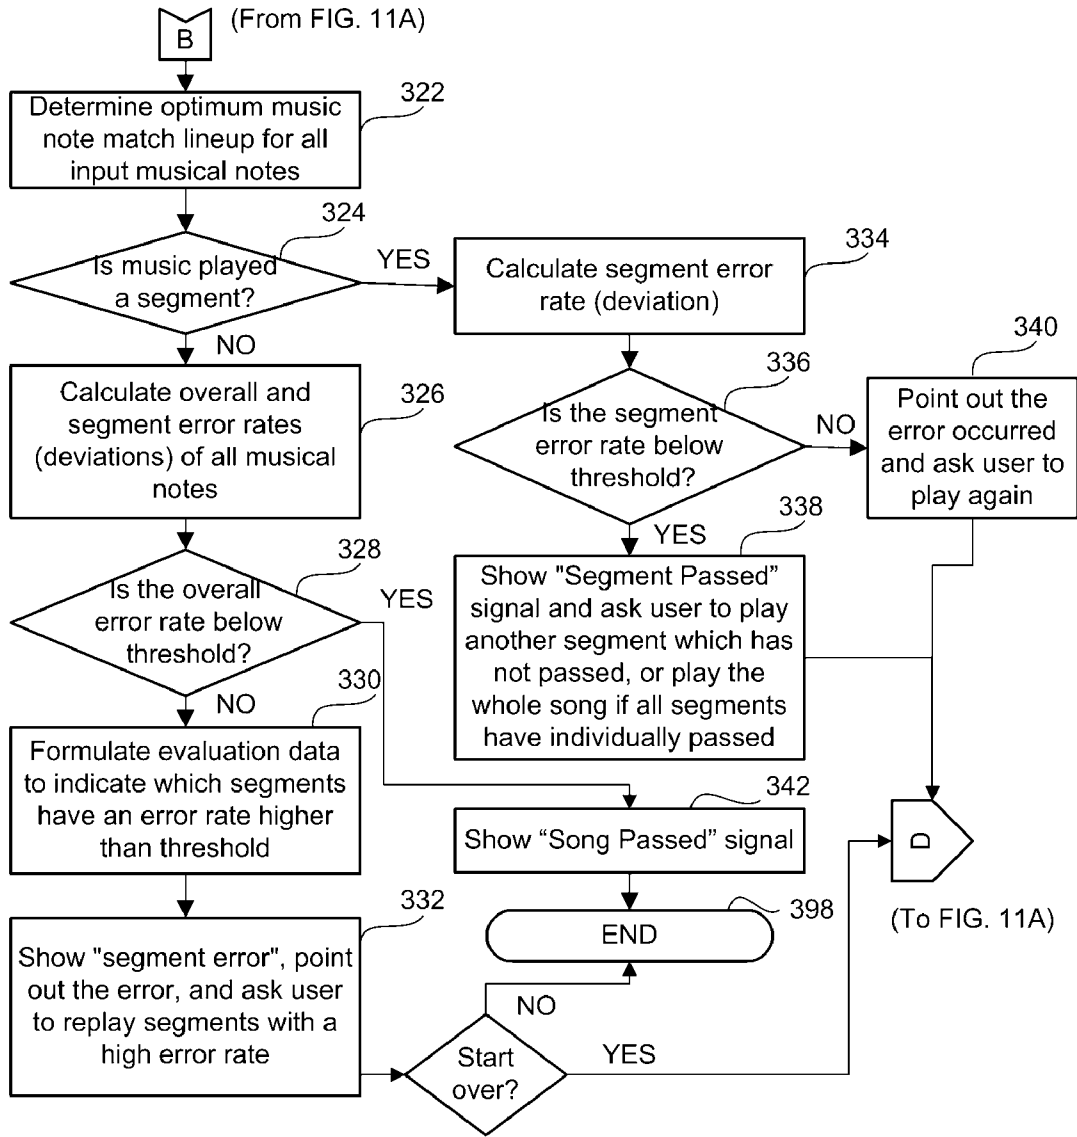 (From FIG. 11A)
B
322
Determine optimum music
note match lineup for all
input musical notes
324
Is music played
a segment?
YES
NO
334
Calculate segment error
rate (deviation)
326
Calculate overall and
segment error rates
(deviations) of all musical
notes
336
Is the segment
error rate below
threshold?
NO
YES
340
Point out the
error occurred
and ask user to
play again
328
Is the overall
error rate below
threshold?
YES
NO
338
Show "Segment Passed"
signal and ask user to play
another segment which has
not passed, or play the
whole song if all segments
have individually passed
330
Formulate evaluation data
to indicate which segments
have an error rate higher
than threshold
342
Show “Song Passed” signal
D
(To FIG. 11A)
398
END
332
Show "segment error", point
out the error, and ask user
to replay segments with a
high error rate
NO
Start
over?
YES